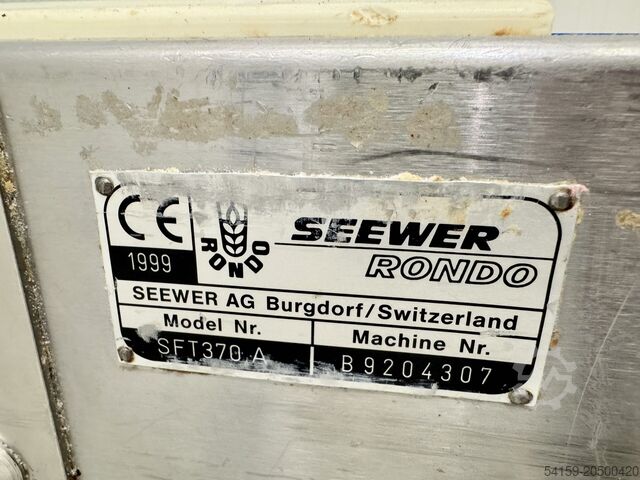 CE
1999
RONDO
SEEWER
RONDO
SEEWER AG Burgdorf/Switzerland
Model Nr.
Machine Nr.
SFT370 A
B9204307
54159-20500420